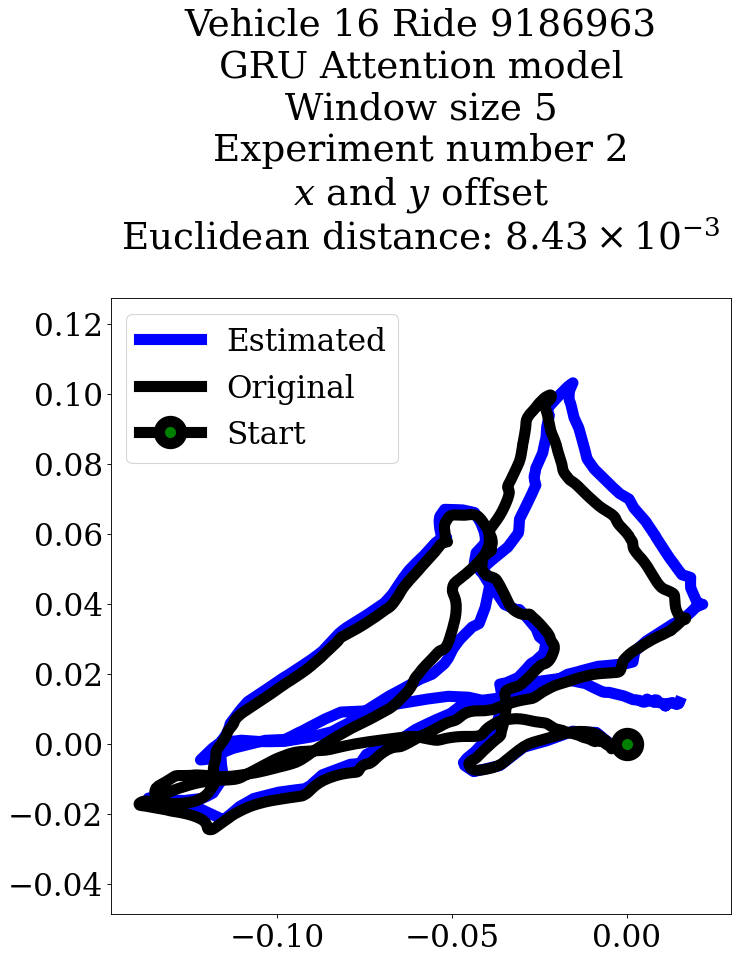 Vehicle 16 Ride 9186963
GRU Attention model
Window size 5
Experiment number 2
x and y offset
Euclidean distance: 8.43 × 10⁻³
Estimated
Original
Start
0.12
0.10
0.08
0.06
0.04
0.02
0.00
−0.02
−0.04
−0.10 −0.05 0.00